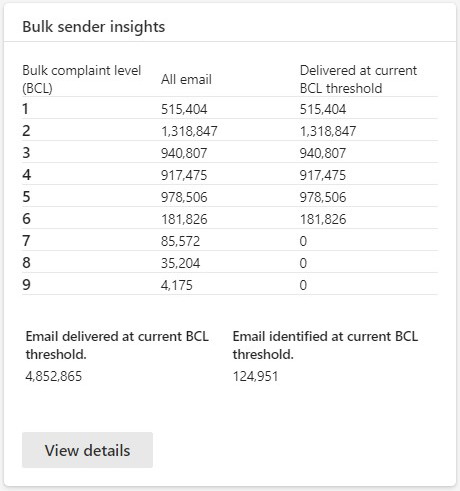 Bulk sender insights
Bulk complaint level (BCL) All email Delivered at current BCL threshold
1 515,404 515,404
2 1,318,847 1,318,847
3 940,807 940,807
4 917,475 917,475
5 978,506 978,506
6 181,826 181,826
7 85,572 0
8 35,204 0
9 4,175 0
Email delivered at current BCL threshold.
4,852,865
Email identified at current BCL threshold.
124,951
View details